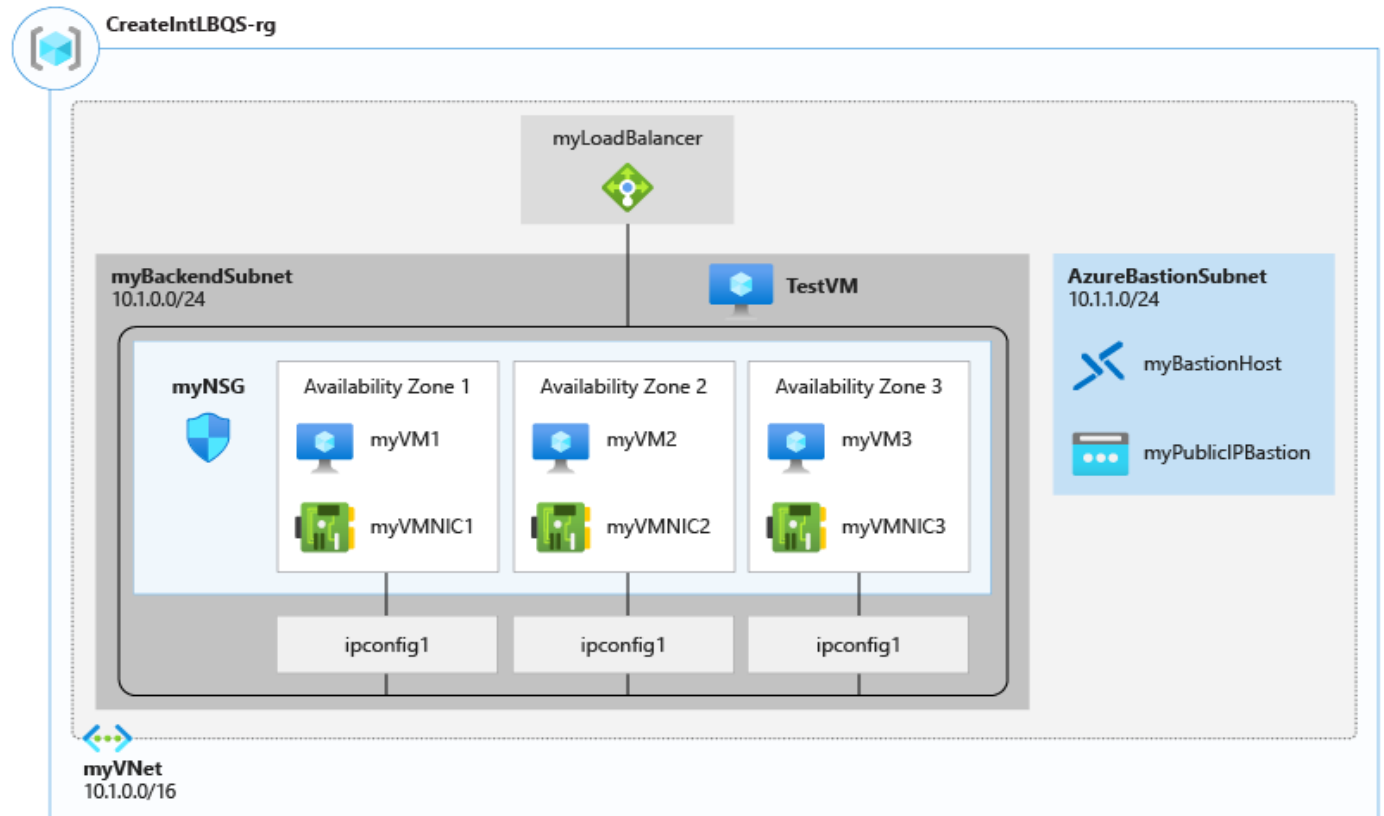 CreateIntLBQS-rg
myLoadBalancer
myBackendSubnet
10.1.0.0/24
TestVM
AzureBastionSubnet
10.1.1.0/24
myBastionHost
myPublicIPBastion
myNSG
Availability Zone 1
myVM1
myVMNIC1
Availability Zone 2
myVM2
myVMNIC2
Availability Zone 3
myVM3
myVMNIC3
ipconfig1
ipconfig1
ipconfig1
myVNet
10.1.0.0/16